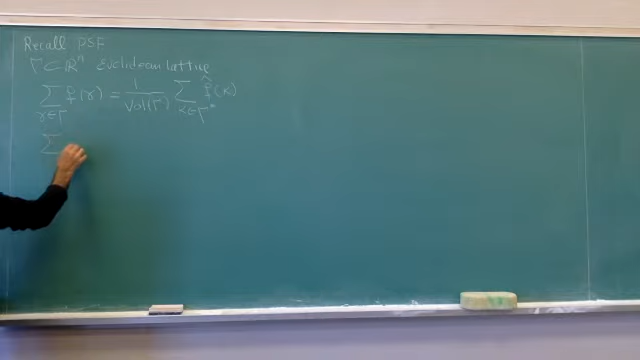 Recall PSF
Γ⊂ℝⁿ Euclidean lattice
∑_{γ∈Γ} f(γ) = 1/Vol(Γ) ∑_{α∈Γ*} f̂(α)
∑